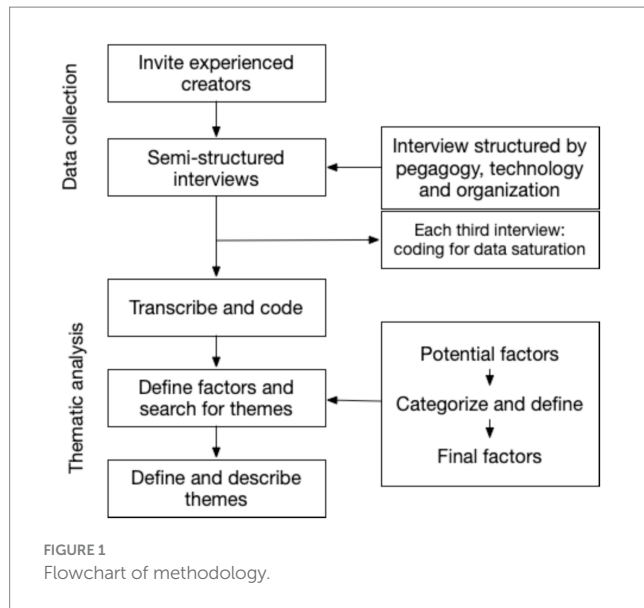 Data collection
Invite experienced
creators
Semi-structured
interviews
Interview structured by
pegagogy, technology
and organization
Each third interview:
coding for data saturation
Thematic analysis
Transcribe and code
Define factors and
search for themes
Potential factors
Categorize and define
Final factors
Define and describe
themes
FIGURE 1
Flowchart of methodology.